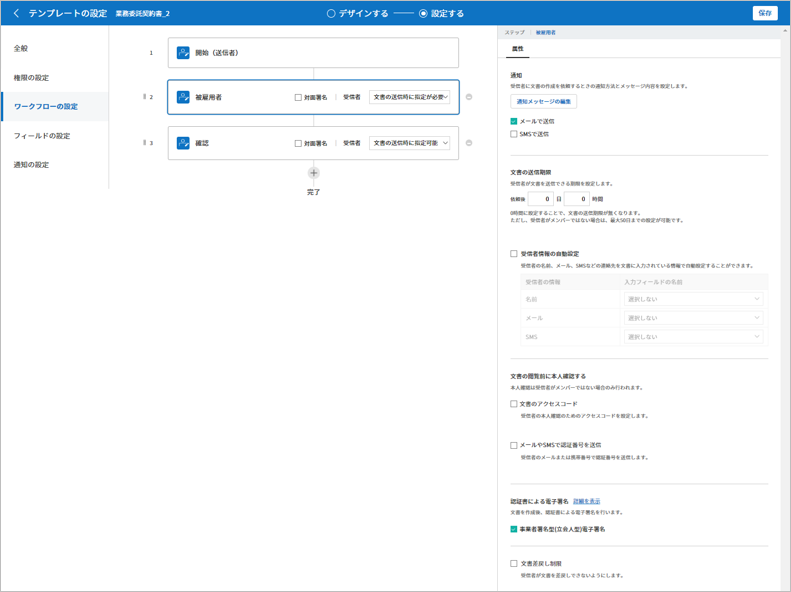 テンプレートの設定 業務委託契約書_2 デザインする 設定する 保存
全般
権限の設定
ワークフローの設定
フィールドの設定
通知の設定
1 開始（送信者）
2 被雇用者 対面署名 受信者 文書の送信時に指定が必要
3 確認 対面署名 受信者 文書の送信時に指定可能
完了
ステップ 被雇用者
属性
通知
受信者に文書の作成を依頼するときの通知方法とメッセージ内容を設定します。
通知メッセージの編集
メールで送信
SMSで送信
文書の送信期限
受信者が文書を送信できる期限を設定します。
依頼後 0 日 0 時間
0時間に設定することで、文書の送信期限が無くなります。
ただし、受信者がメンバーではない場合は、最大50日までの設定が可能です。
受信者情報の自動設定
受信者の名前、メール、SMSなどの連絡先を文書に入力されている情報で自動設定することができます。
受信者の情報 入力フィールドの名前
名前 選択しない
メール 選択しない
SMS 選択しない
文書の閲覧前に本人確認する
本人確認は受信者がメンバーではない場合のみ行われます。
文書のアクセスコード
受信者の本人確認のためのアクセスコードを設定します。
メールやSMSで認証番号を送信
受信者のメールまたは携帯番号で認証番号を送信します。
認証書による電子署名 詳細を表示
文書を作成後、認証書による電子署名を行います。
事業者署名型(立会人型)電子署名
文書差戻し制限
受信者が文書を差戻しできないようにします。